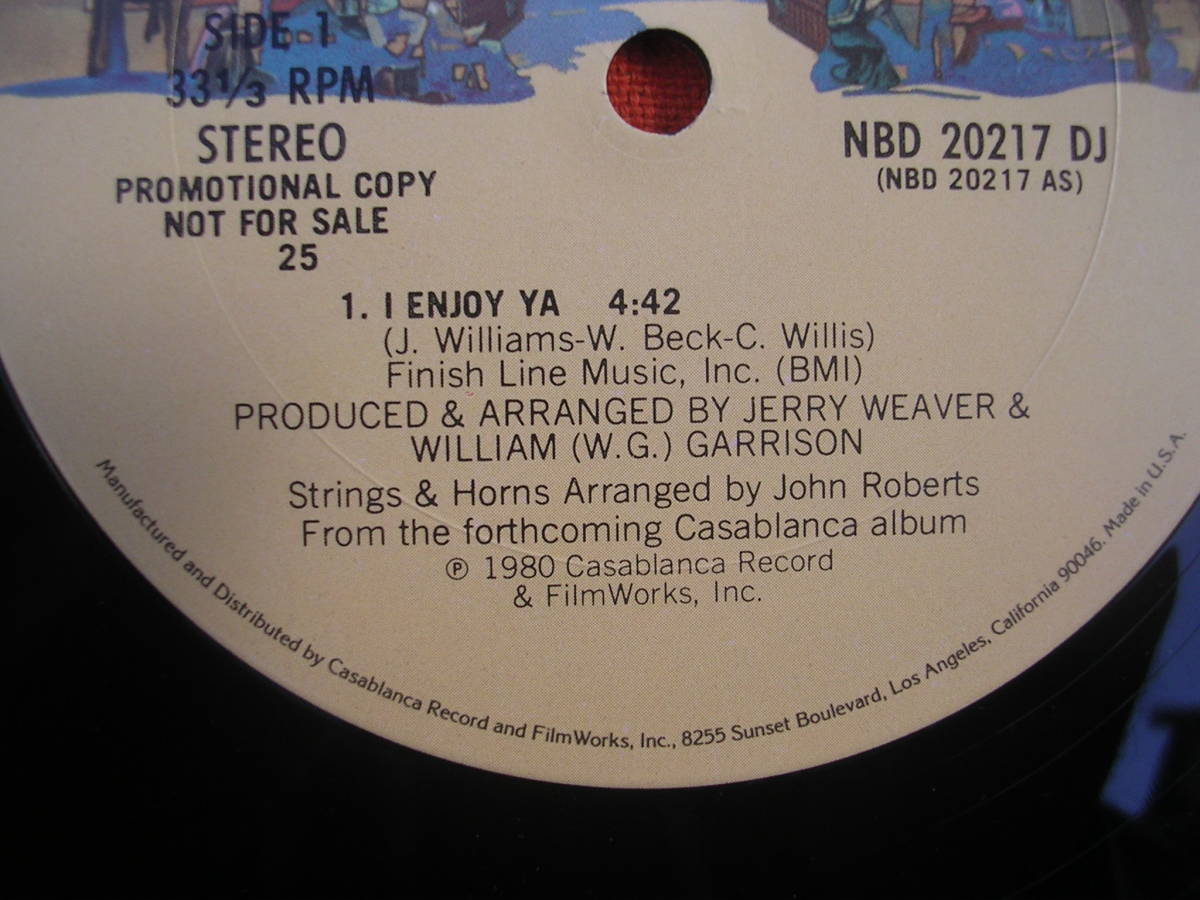 SIDE-1
33 1/3 RPM
STEREO
PROMOTIONAL COPY
NOT FOR SALE
25
NBD 20217 DJ
(NBD 20217 AS)
1. I ENJOY YA 4:42
(J. Williams-W. Beck-C. Willis)
Finish Line Music, Inc. (BMI)
PRODUCED & ARRANGED BY JERRY WEAVER &
WILLIAM (W.G.) GARRISON
Strings & Horns Arranged by John Roberts
From the forthcoming Casablanca album
℗ 1980 Casablanca Record
& FilmWorks, Inc.
Manufactured and Distributed by Casablanca Record and FilmWorks, Inc., 8255 Sunset Boulevard, Los Angeles, California 90046. Made in U.S.A.